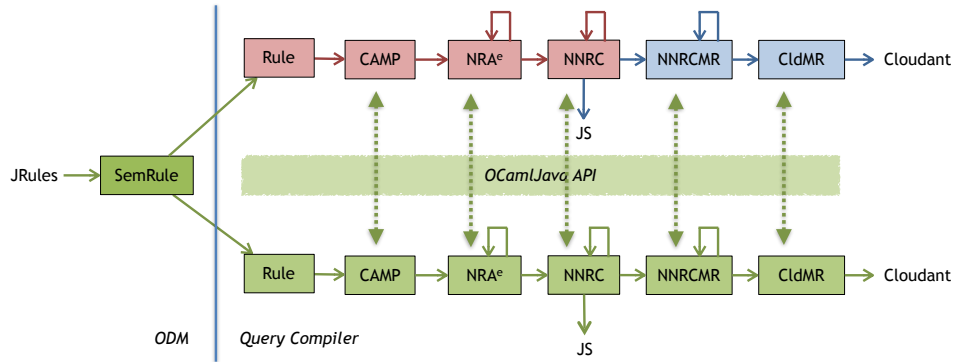 Rule
CAMP
NRAᵉ
NNRC
NNRCMR
CldMR
Cloudant
JS
JRules
SemRule
OCamlJava API
Rule
CAMP
NRAᵉ
NNRC
NNRCMR
CldMR
Cloudant
ODM
Query Compiler
JS